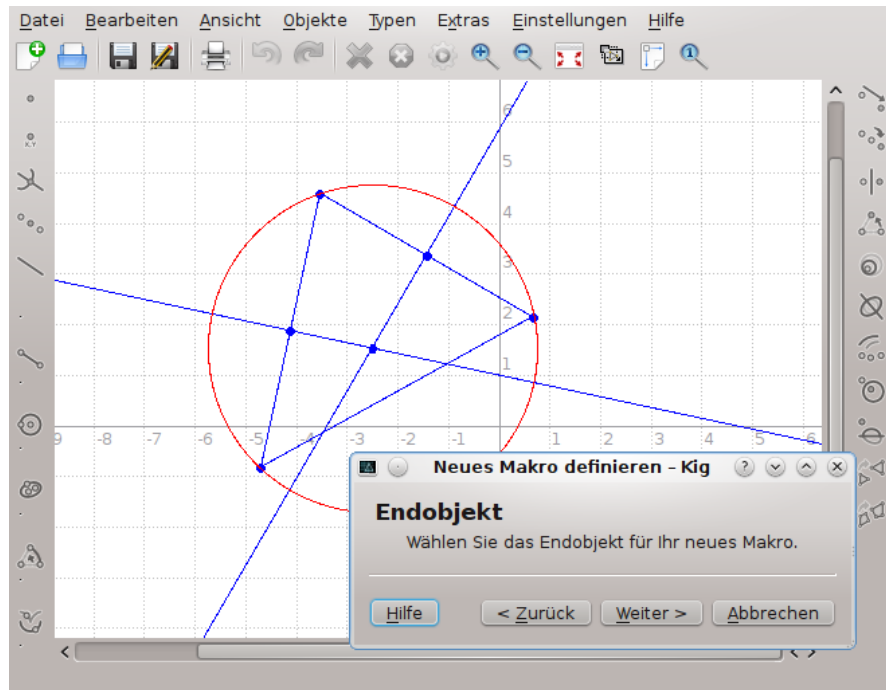 Datei Bearbeiten Ansicht Objekte Typen Extras Einstellungen Hilfe
6
5
4
3
2
1
9 -8 -7 -6 -5 -4 -3 -2 -1 1 2 3 4 5 6
Neues Makro definieren – Kig
Endobjekt
Wählen Sie das Endobjekt für Ihr neues Makro.
Hilfe < Zurück Weiter > Abbrechen